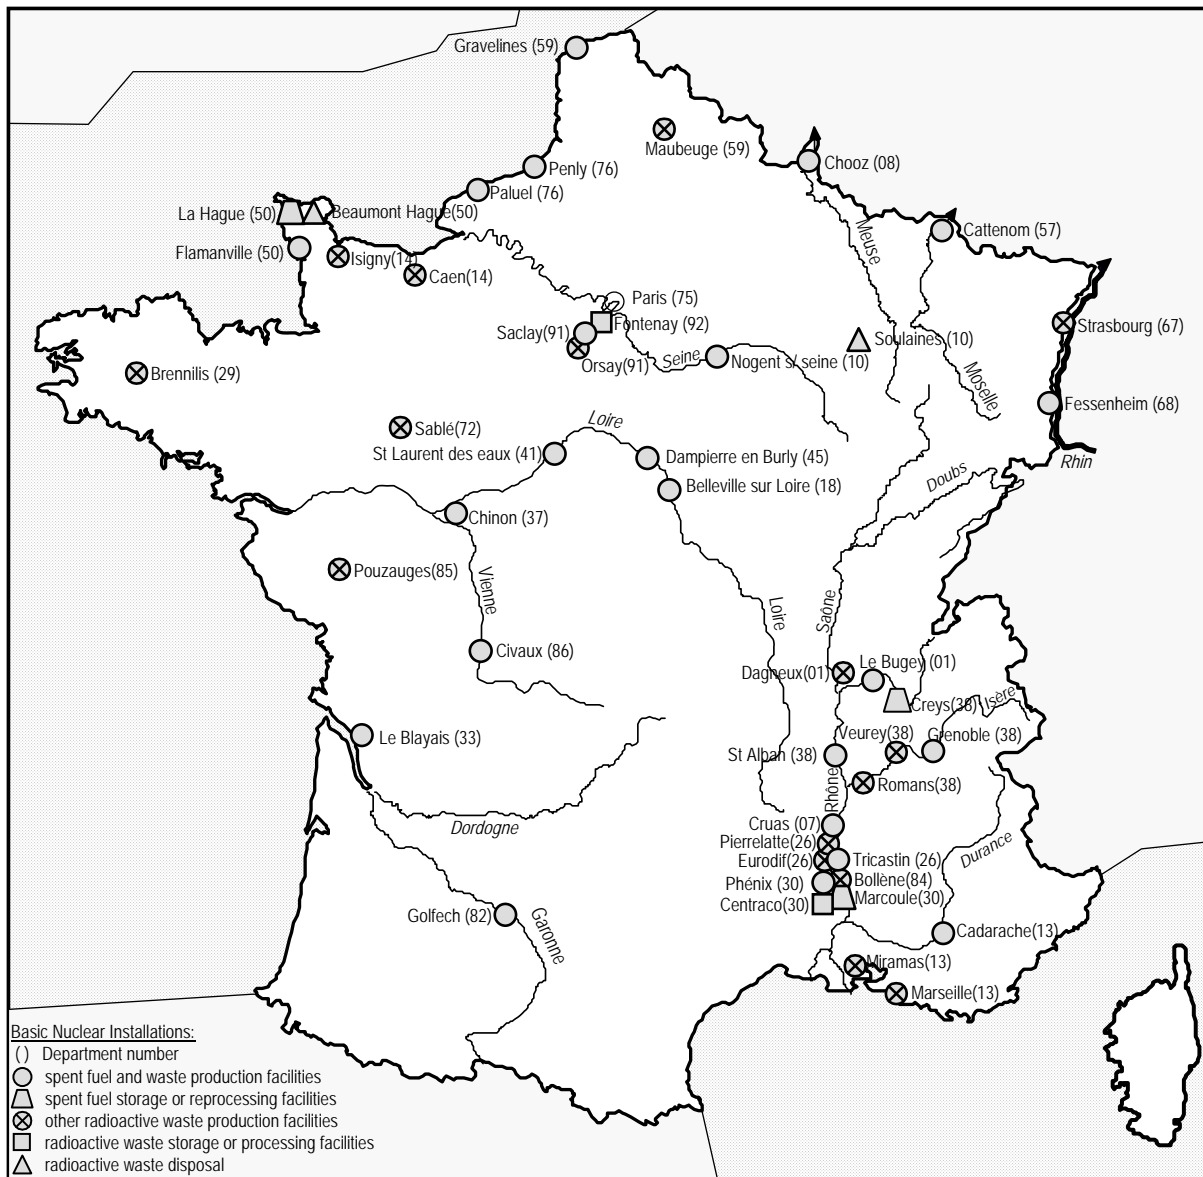 Gravelines (59)
Maubeuge (59)
Chooz (08)
Penly (76)
Paluel (76)
La Hague (50)
Beaumont Hague(50)
Cattenom (57)
Meuse
Flamanville (50)
Isigny(14)
Caen(14)
Paris (75)
Fontenay (92)
Strasbourg (67)
Saclay(91)
Soulaines (10)
Orsay(91)
Seine
Nogent s/ seine (10)
Brennilis (29)
Moselle
Fessenheim (68)
Sablé(72)
Loire
St Laurent des eaux (41)
Dampierre en Burly (45)
Rhin
Doubs
Belleville sur Loire (18)
Chinon (37)
Pouzauges(85)
Vienne
Loire
Saône
Civaux (86)
Dagneux(01)
Le Bugey (01)
Creys(38)
Isère
Le Blayais (33)
Veurey(38)
Grenoble (38)
St Alban (38)
Romans(38)
Rhône
Dordogne
Cruas (07)
Pierrelatte(26)
Durance
Eurodif(26)
Tricastin (26)
Phénix (30)
Bollène(84)
Marcoule(30)
Centraco(30)
Golfech (82)
Garonne
Cadarache(13)
Miramas(13)
Marseille(13)
Basic Nuclear Installations:
() Department number
spent fuel and waste production facilities
spent fuel storage or reprocessing facilities
other radioactive waste production facilities
radioactive waste storage or processing facilities
radioactive waste disposal